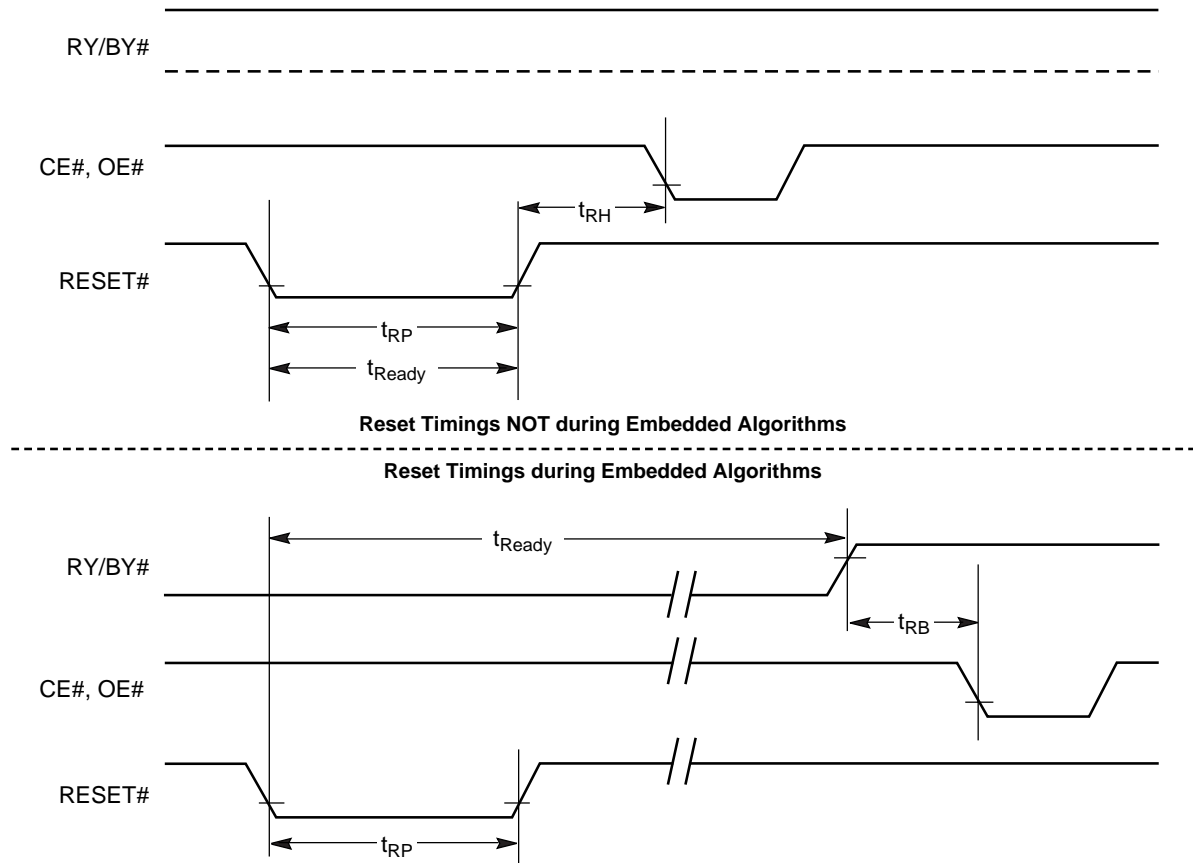 RY/BY#
CE#, OE#
tRH
RESET#
tRP
tReady
Reset Timings NOT during Embedded Algorithms
Reset Timings during Embedded Algorithms
tReady
RY/BY#
tRB
CE#, OE#
RESET#
tRP